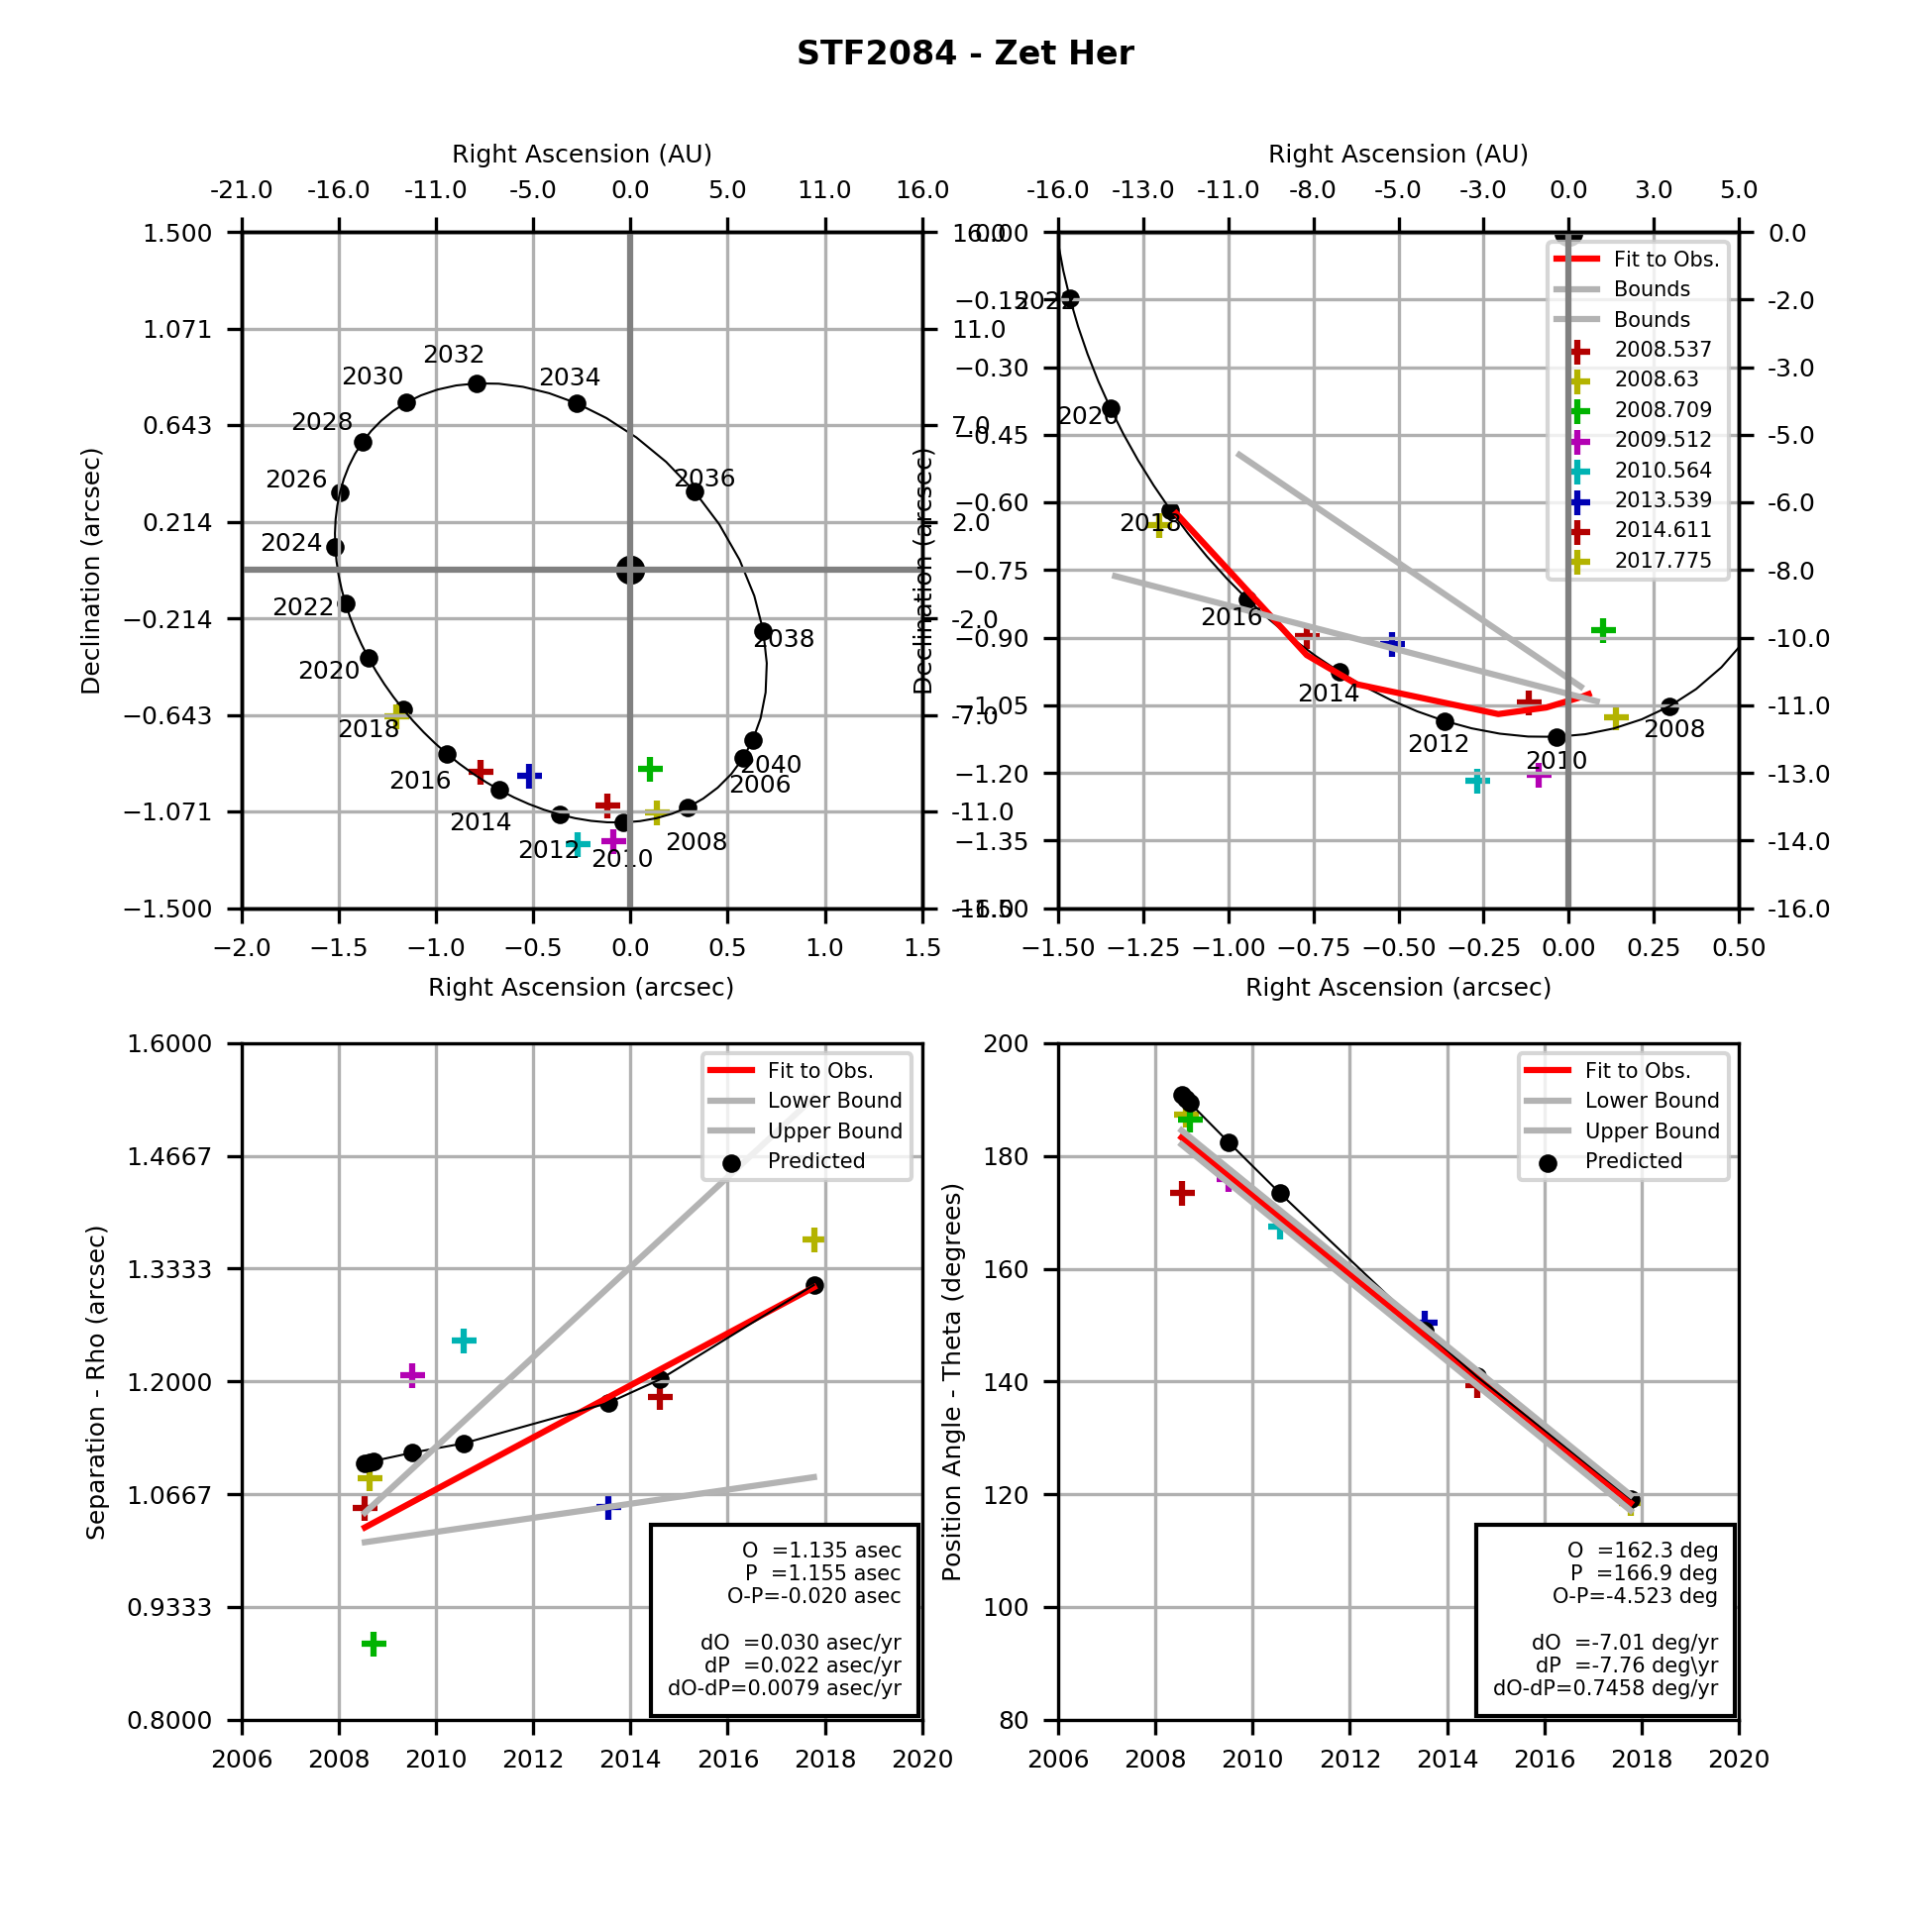 STF2084 - Zet Her
Right Ascension (AU)
-21.0 -16.0 -11.0 -5.0 0.0 5.0 11.0 16.0
1.500
1.071
0.643
0.214
−0.214
−0.643
−1.071
−1.500
Declination (arcsec)
16.0
11.0
7.0
2.0
-2.0
-7.0
-11.0
-16.0
2032
2030
2034
2028
2026
2036
2024
2022
2038
2020
2018
2040
2016
2006
2014
2012
2010
2008
−2.0 −1.5 −1.0 −0.5 0.0 0.5 1.0 1.5
Right Ascension (arcsec)
Right Ascension (AU)
-16.0 -13.0 -11.0 -8.0 -5.0 -3.0 0.0 3.0 5.0
0.00
−0.15
−0.30
−0.45
−0.60
−0.75
−0.90
−1.05
−1.20
−1.35
−1.50
Declination (arcsec)
0.0
-2.0
-3.0
-5.0
-6.0
-8.0
-10.0
-11.0
-13.0
-14.0
-16.0
Fit to Obs.
Bounds
Bounds
2008.537
2008.63
2008.709
2009.512
2010.564
2013.539
2014.611
2017.775
2020
2018
2016
2014
2012
2010
2008
−1.50 −1.25 −1.00 −0.75 −0.50 −0.25 0.00 0.25 0.50
Right Ascension (arcsec)
1.6000
1.4667
1.3333
1.2000
1.0667
0.9333
0.8000
Separation - Rho (arcsec)
Fit to Obs.
Lower Bound
Upper Bound
Predicted
O =1.135 asec
P =1.155 asec
O-P=-0.020 asec
dO =0.030 asec/yr
dP =0.022 asec/yr
dO-dP=0.0079 asec/yr
2006 2008 2010 2012 2014 2016 2018 2020
200
180
160
140
120
100
80
Position Angle - Theta (degrees)
Fit to Obs.
Lower Bound
Upper Bound
Predicted
O =162.3 deg
P =166.9 deg
O-P=-4.523 deg
dO =-7.01 deg/yr
dP =-7.76 deg\yr
dO-dP=0.7458 deg/yr
2006 2008 2010 2012 2014 2016 2018 2020